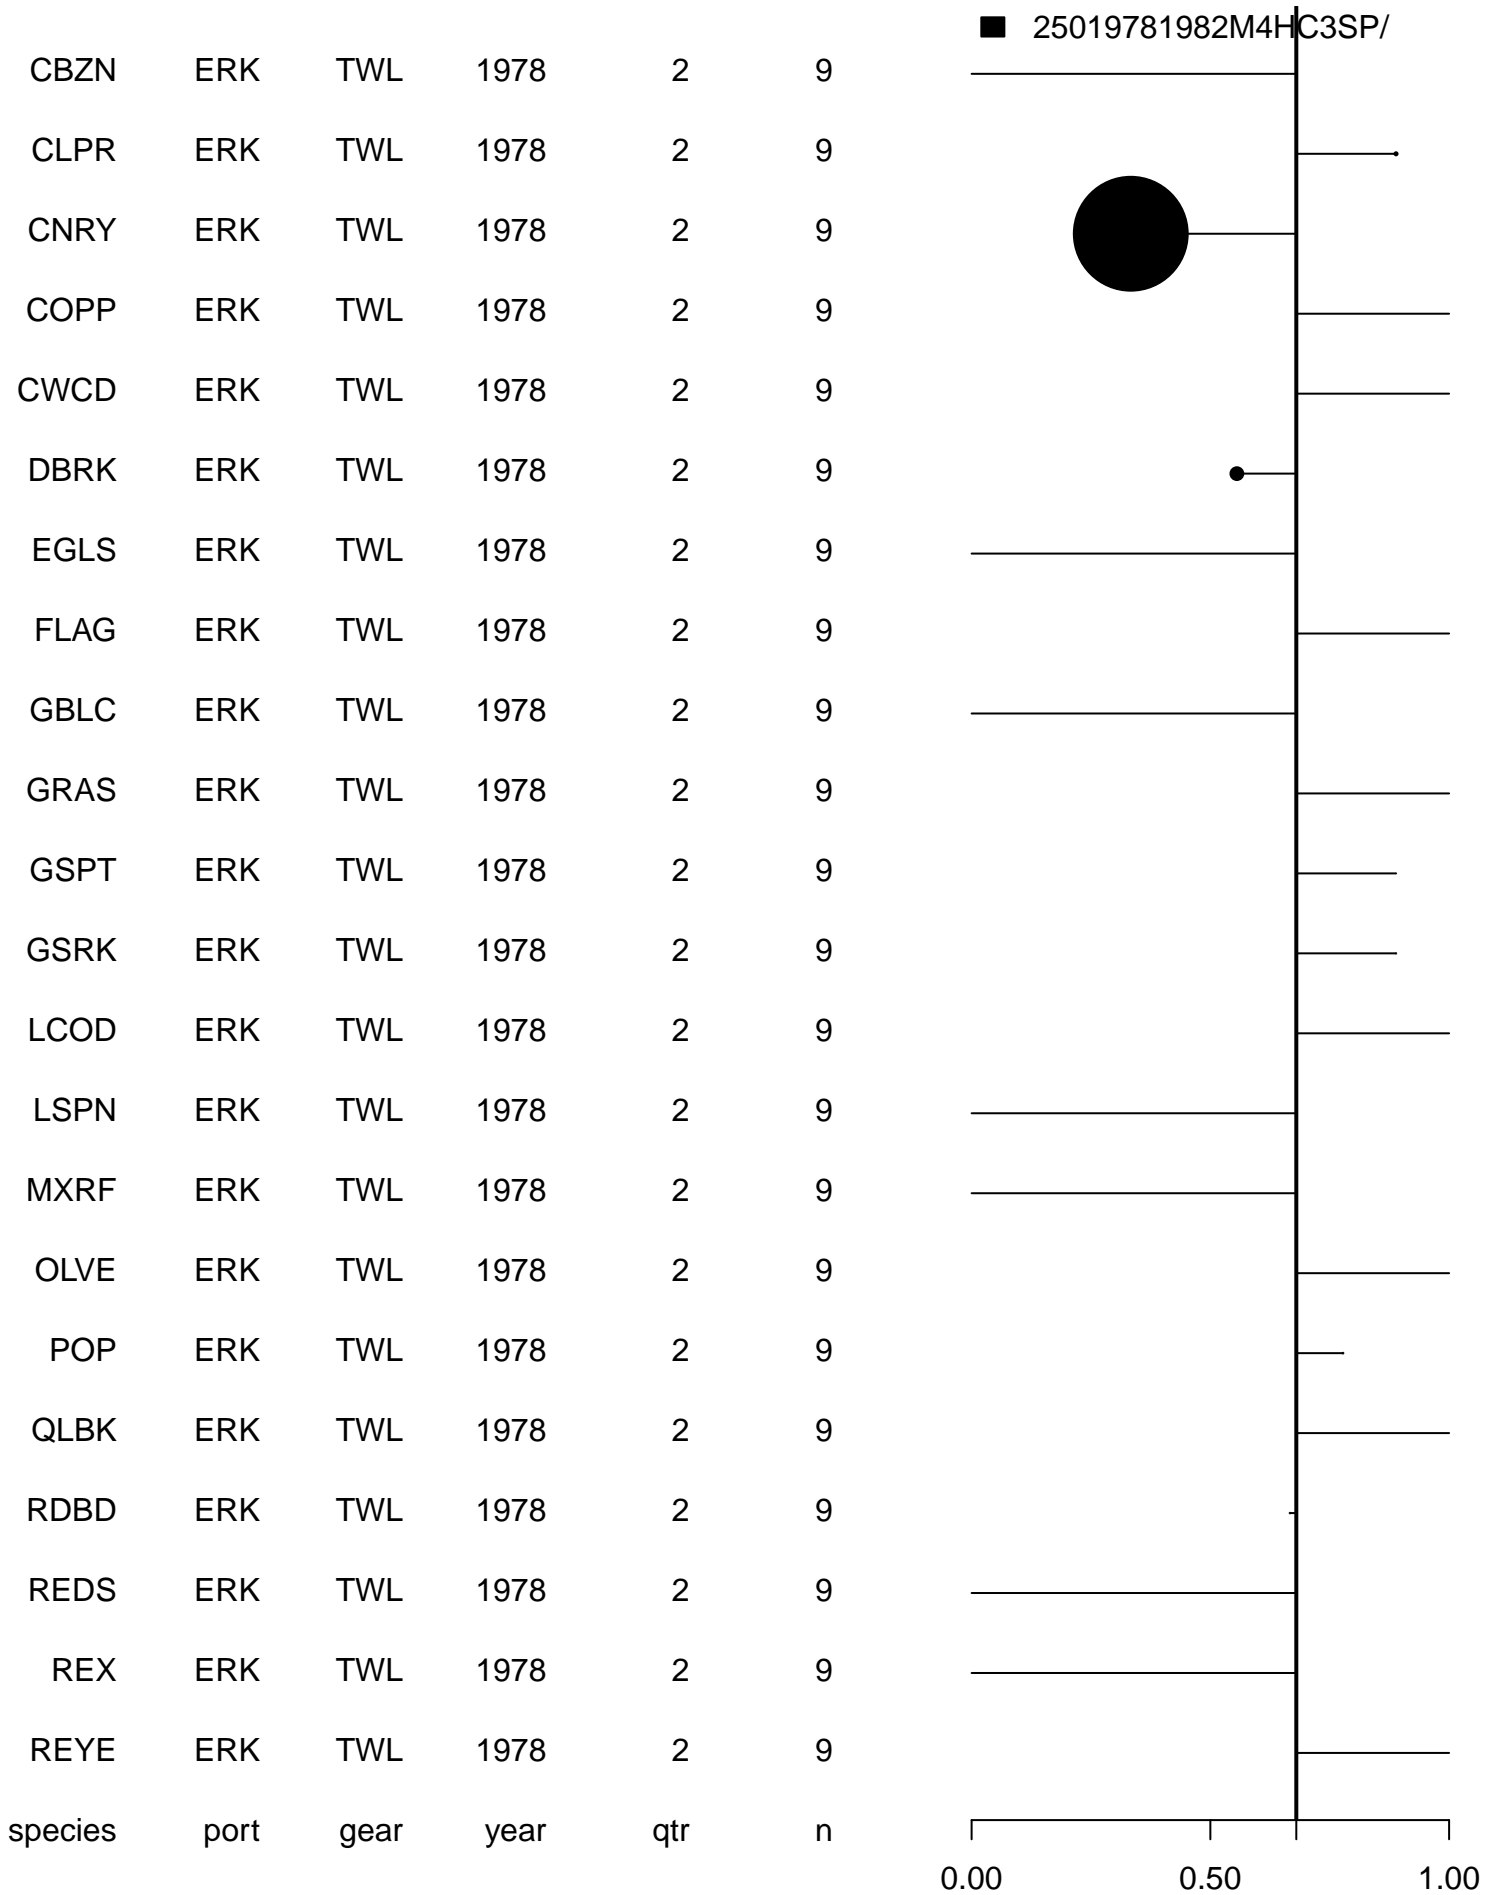 25019781982M4HC3SP/
CBZN ERK TWL 1978 2 9
CLPR ERK TWL 1978 2 9
CNRY ERK TWL 1978 2 9
COPP ERK TWL 1978 2 9
CWCD ERK TWL 1978 2 9
DBRK ERK TWL 1978 2 9
EGLS ERK TWL 1978 2 9
FLAG ERK TWL 1978 2 9
GBLC ERK TWL 1978 2 9
GRAS ERK TWL 1978 2 9
GSPT ERK TWL 1978 2 9
GSRK ERK TWL 1978 2 9
LCOD ERK TWL 1978 2 9
LSPN ERK TWL 1978 2 9
MXRF ERK TWL 1978 2 9
OLVE ERK TWL 1978 2 9
POP ERK TWL 1978 2 9
QLBK ERK TWL 1978 2 9
RDBD ERK TWL 1978 2 9
REDS ERK TWL 1978 2 9
REX ERK TWL 1978 2 9
REYE ERK TWL 1978 2 9
species port gear year qtr n
0.00 0.50 1.00